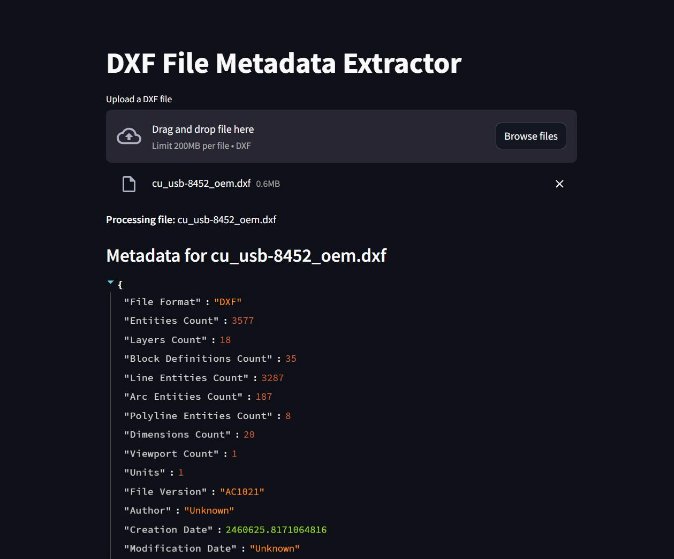 DXF File Metadata Extractor
Upload a DXF file
Drag and drop file here
Limit 200MB per file • DXF
Browse files
cu_usb-8452_oem.dxf 0.6MB
Processing file: cu_usb-8452_oem.dxf
Metadata for cu_usb-8452_oem.dxf
{
"File Format" : "DXF"
"Entities Count" : 3577
"Layers Count" : 18
"Block Definitions Count" : 35
"Line Entities Count" : 3287
"Arc Entities Count" : 187
"Polyline Entities Count" : 8
"Dimensions Count" : 20
"Viewport Count" : 1
"Units" : 1
"File Version" : "AC1021"
"Author" : "Unknown"
"Creation Date" : 2460625.8171064816
"Modification Date" : "Unknown"